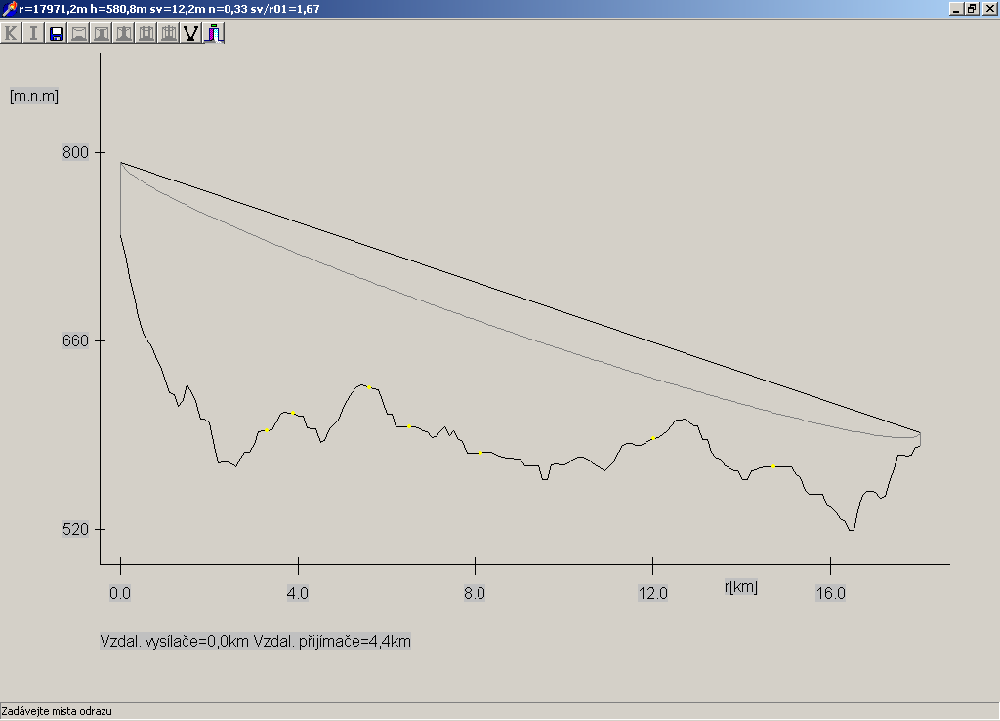 r=17971,2m h=580,8m sv=12,2m n=0,33 sv/r01=1,67
K I V
[m.n.m]
800
660
520
0.0 4.0 8.0 12.0 r[km] 16.0
Vzdal. vysílače=0,0km Vzdal. přijímače=4,4km
Zadávejte místa odrazu